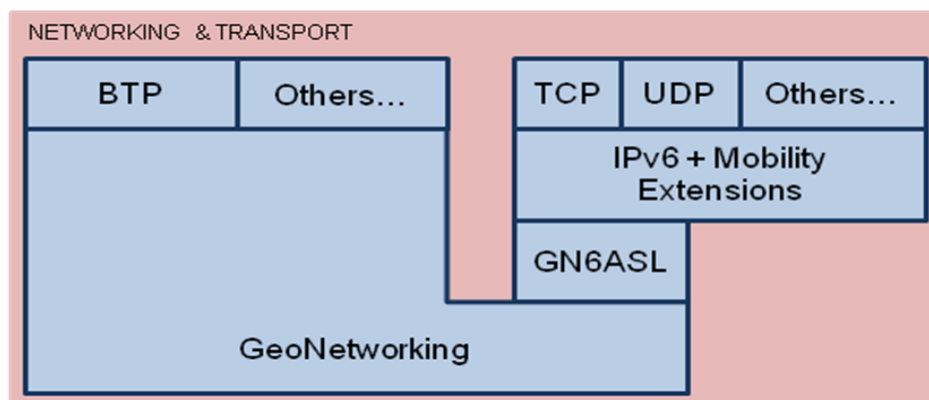 NETWORKING & TRANSPORT
BTP
Others...
TCP
UDP
Others...
IPv6 + Mobility
Extensions
GN6ASL
GeoNetworking